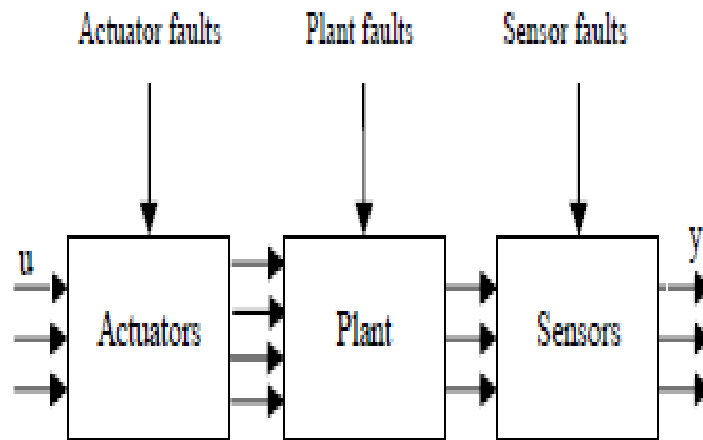 Actuator faults
Plant faults
Sensor faults
u
y
Actuators
Plant
Sensors